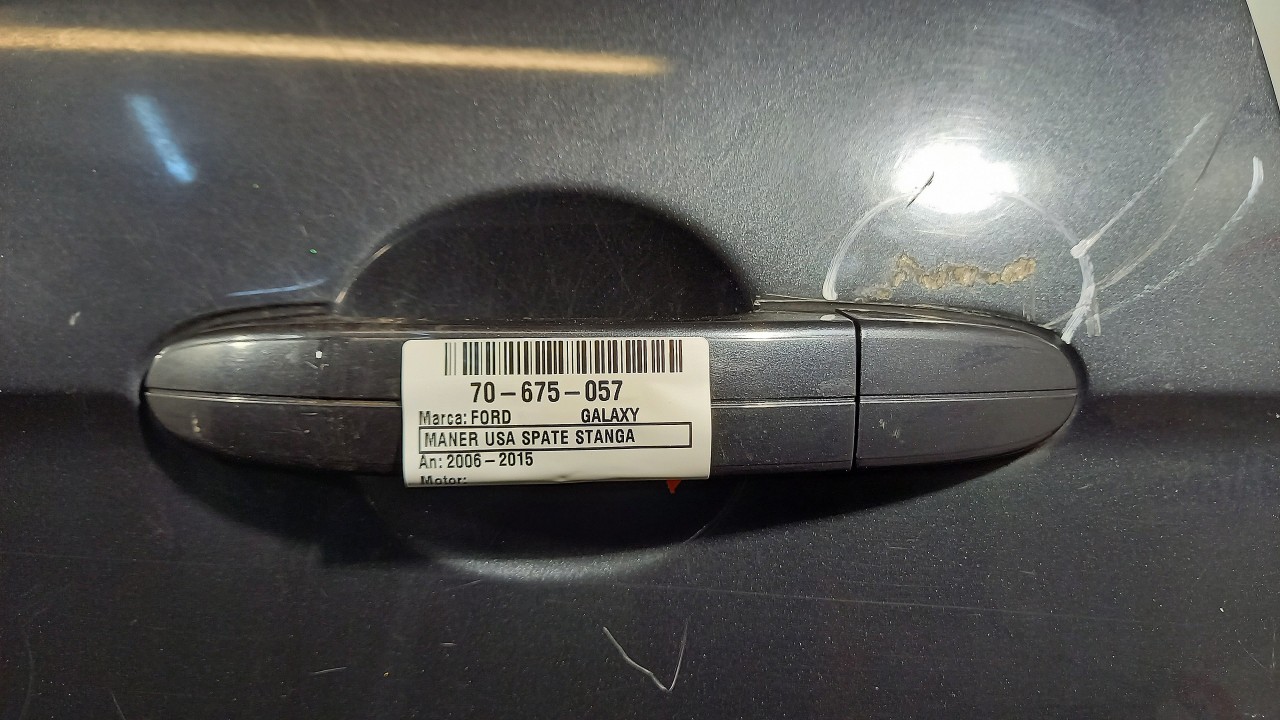 70-675-057
Marca: FORD GALAXY
MANER USA SPATE STANGA
An: 2006-2015
Motor: